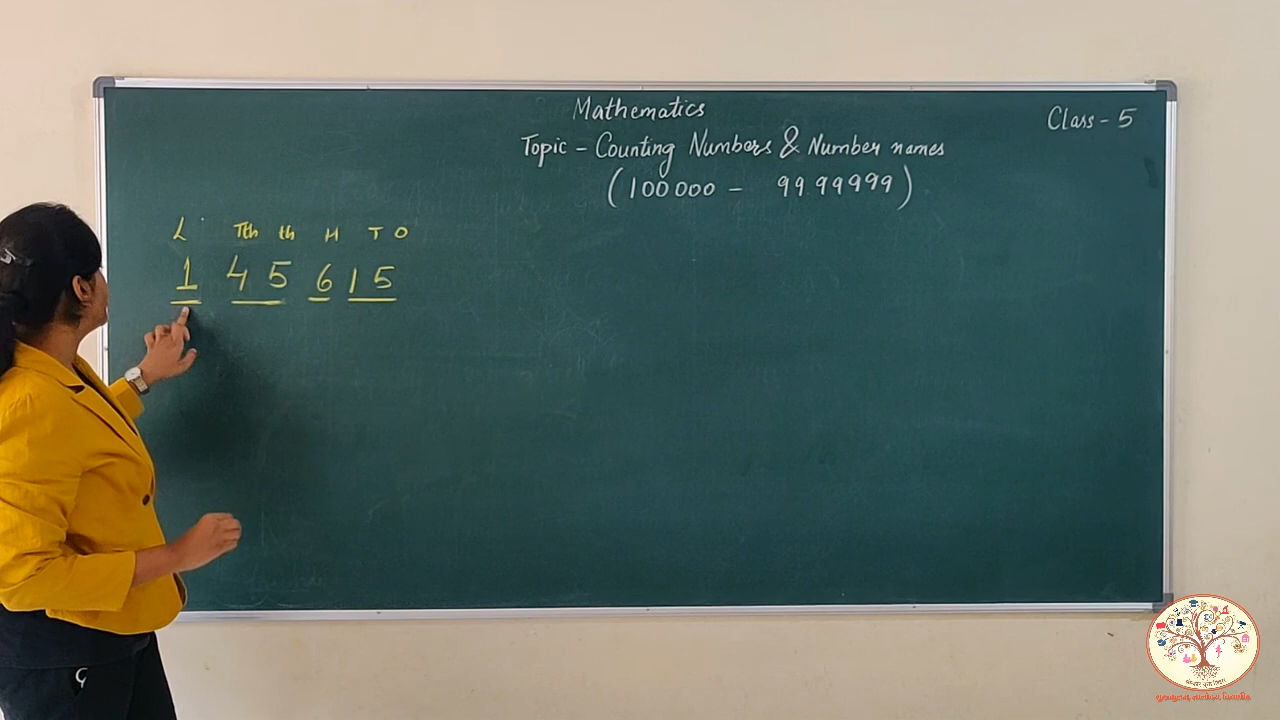 Mathematics
Class - 5
Topic - Counting Numbers & Number names
(100000 - 9999999)
L Tth th H T O
1 4 5 6 1 5